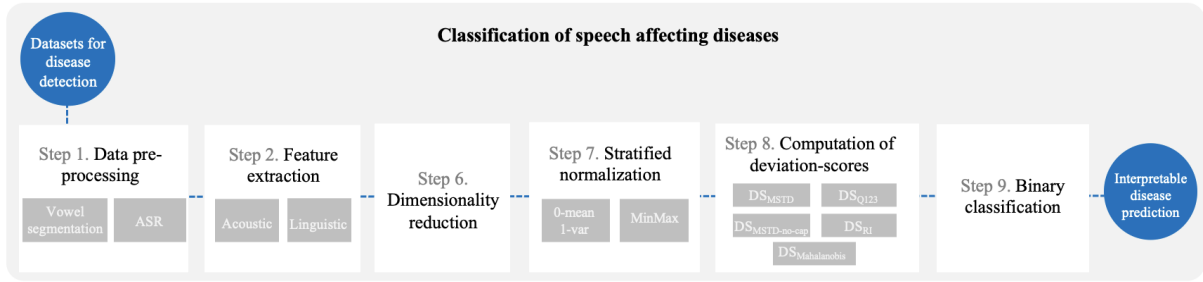 Classification of speech affecting diseases
Datasets for
disease
detection
Step 1. Data pre-
processing
Vowel
segmentation
ASR
Step 2. Feature
extraction
Acoustic
Linguistic
Step 6.
Dimensionality
reduction
Step 7. Stratified
normalization
0-mean
1-var
MinMax
Step 8. Computation of
deviation-scores
DSMSTD
DSQ123
DSMSTD-no-cap
DSRI
DSMahalanobis
Step 9. Binary
classification
Interpretable
disease
prediction